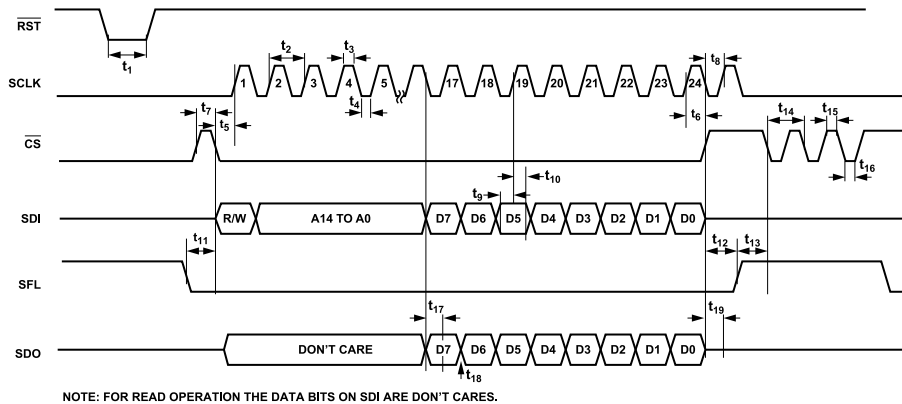 RST
t1
SCLK
t2 t3 t8
1 2 3 4 5 17 18 19 20 21 22 23 24
t4 t6
t7 t5
t14 t15
CS
t16
t10
t9
SDI R/W A14 TO A0 D7 D6 D5 D4 D3 D2 D1 D0
t11 t12 t13
SFL
t17 t19
SDO DON'T CARE D7 D6 D5 D4 D3 D2 D1 D0
t18
NOTE: FOR READ OPERATION THE DATA BITS ON SDI ARE DON'T CARES.